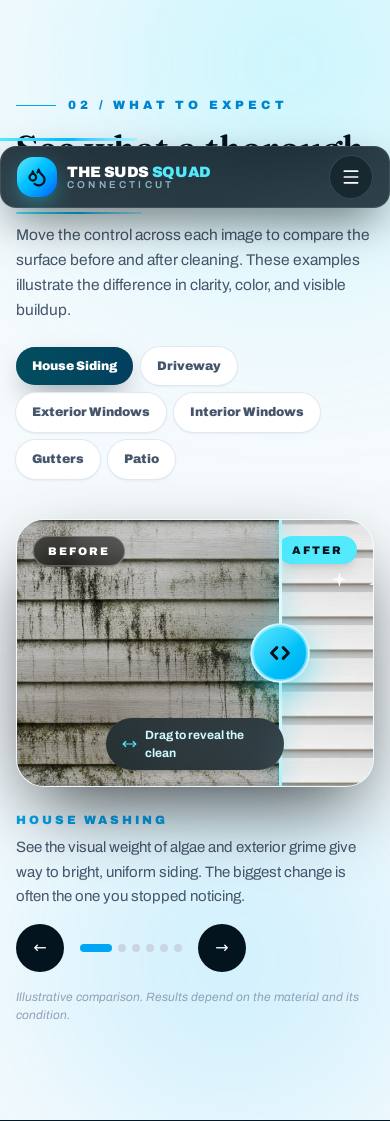 02 / WHAT TO EXPECT
See what a thorough
THE SUDS SQUAD
CONNECTICUT
Move the control across each image to compare the
surface before and after cleaning. These examples
illustrate the difference in clarity, color, and visible
buildup.
House Siding
Driveway
Exterior Windows
Interior Windows
Gutters
Patio
BEFORE
AFTER
Drag to reveal the
clean
HOUSE WASHING
See the visual weight of algae and exterior grime give
way to bright, uniform siding. The biggest change is
often the one you stopped noticing.
Illustrative comparison. Results depend on the material and its
condition.